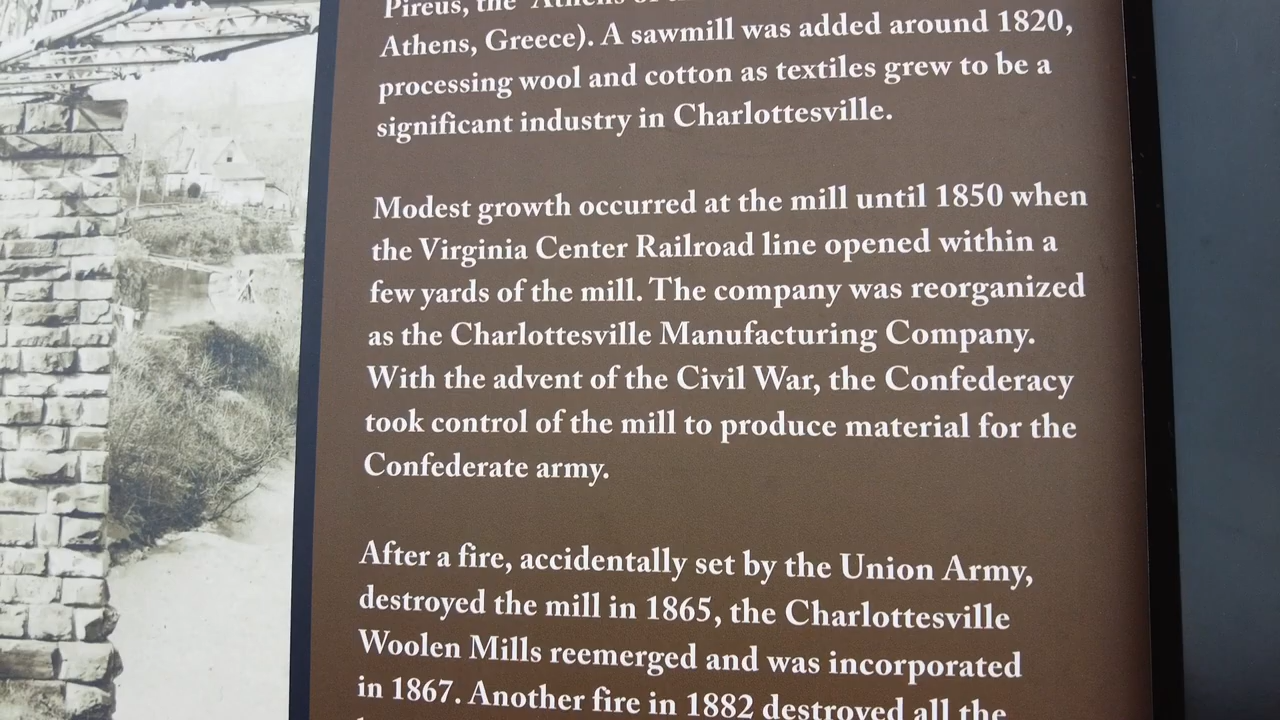 Pireus, the "Athens of
Athens, Greece). A sawmill was added around 1820,
processing wool and cotton as textiles grew to be a
significant industry in Charlottesville.
Modest growth occurred at the mill until 1850 when
the Virginia Center Railroad line opened within a
few yards of the mill. The company was reorganized
as the Charlottesville Manufacturing Company.
With the advent of the Civil War, the Confederacy
took control of the mill to produce material for the
Confederate army.
After a fire, accidentally set by the Union Army,
destroyed the mill in 1865, the Charlottesville
Woolen Mills reemerged and was incorporated
in 1867. Another fire in 1882 destroyed all the